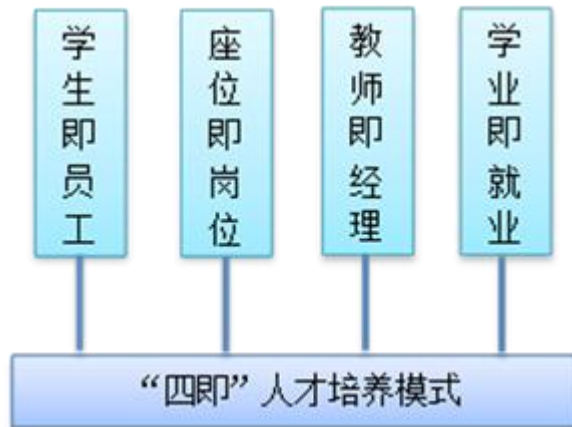 学生即员工
座位即岗位
教师即经理
学业即就业
“四即”人才培养模式